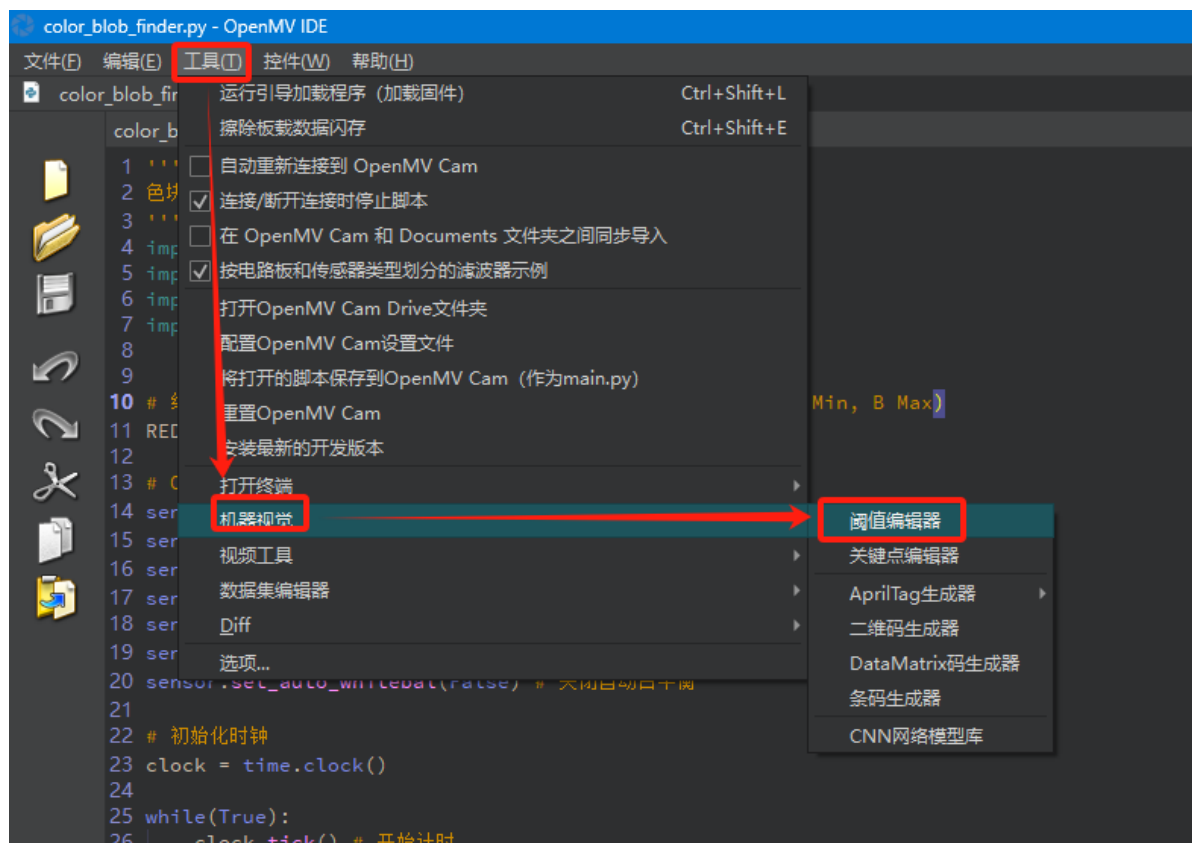 color_blob_finder.py - OpenMV IDE
文件(F) 编辑(E) 工具(T) 控件(W) 帮助(H)
color_blob_fir
运行引导加载程序（加载固件） Ctrl+Shift+L
擦除板载数据闪存 Ctrl+Shift+E
自动重新连接到 OpenMV Cam
连接/断开连接时停止脚本
在 OpenMV Cam 和 Documents 文件夹之间同步导入
按电路板和传感器类型划分的滤波器示例
打开OpenMV Cam Drive文件夹
配置OpenMV Cam设置文件
将打开的脚本保存到OpenMV Cam（作为main.py）
重置OpenMV Cam
安装最新的开发版本
打开终端
机器视觉
视频工具
数据集编辑器
Diff
选项...
阈值编辑器
关键点编辑器
AprilTag生成器
二维码生成器
DataMatrix码生成器
条码生成器
CNN网络模型库
color_b
1 '''
2 色块
3 '''
4 imp
5 imp
6 imp
7 imp
8
9
10 # Min, B Max)
11 RED
12
13 #
14 sen
15 sen
16 sen
17 sen
18 sen
19 sen
20 sensor.set_auto_whitebal(False) # 关闭自动白平衡
21
22 # 初始化时钟
23 clock = time.clock()
24
25 while(True):
26 clock.tick() # 开始计时